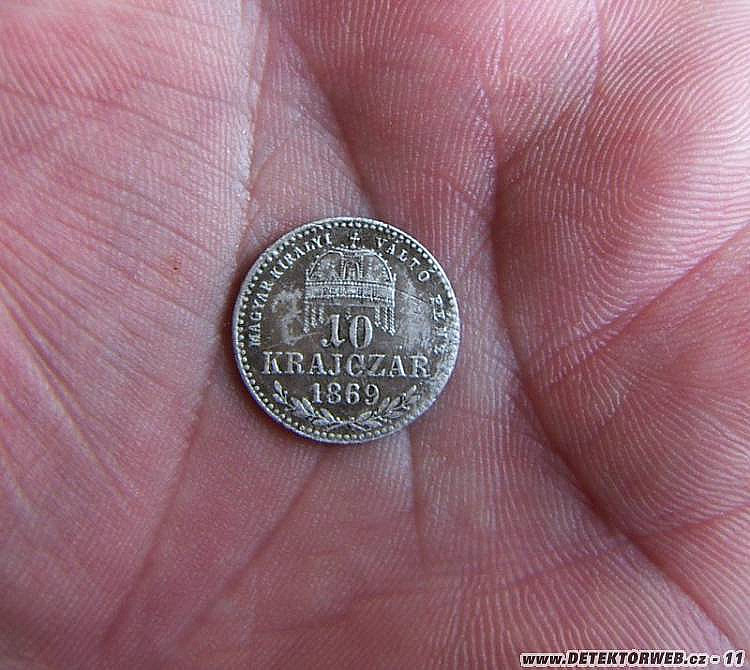 MAGYAR KIRÁLYI VÁLTÓ PÉNZ
10
KRAJCZAR
1869
www.DETEKTORWEB.cz - 11